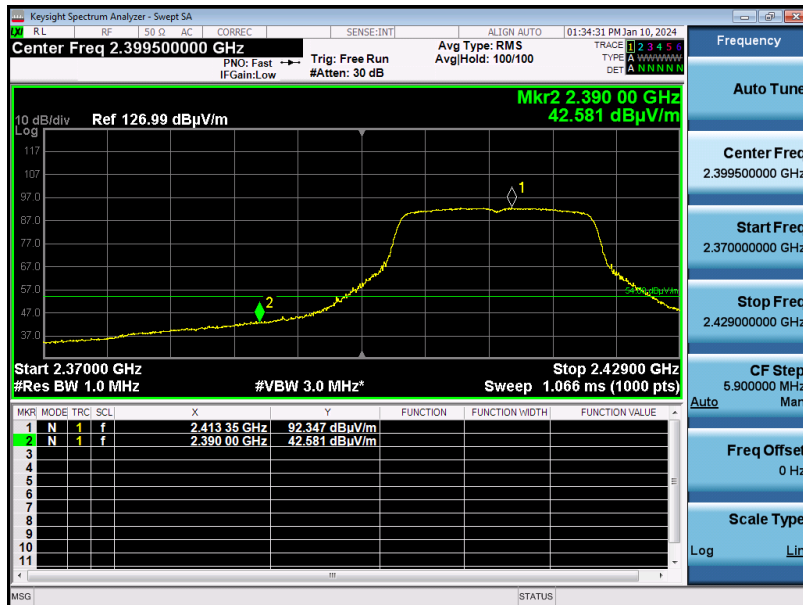 Keysight Spectrum Analyzer - Swept SA
LXI RL RF 50 Ω AC CORREC SENSE:INT ALIGN AUTO 01:34:31 PM Jan 10, 2024
Center Freq 2.399500000 GHz
PNO: Fast
IFGain:Low
Trig: Free Run
#Atten: 30 dB
Avg Type: RMS
Avg|Hold: 100/100
TRACE 1 2 3 4 5 6
TYPE A WWWWW
DET A N N N N N
Mkr2 2.390 00 GHz
42.581 dBµV/m
10 dB/div Ref 126.99 dBµV/m
Log
117
107
97.0
87.0
77.0
67.0
57.0
47.0
37.0
1
2
Start 2.37000 GHz Stop 2.42900 GHz
#Res BW 1.0 MHz #VBW 3.0 MHz* Sweep 1.066 ms (1000 pts)
MKR MODE TRC SCL X Y FUNCTION FUNCTION WIDTH FUNCTION VALUE
1 N 1 f 2.413 35 GHz 92.347 dBµV/m
2 N 1 f 2.390 00 GHz 42.581 dBµV/m
3
4
5
6
7
8
9
10
11
MSG STATUS
Frequency
Auto Tune
Center Freq
2.399500000 GHz
Start Freq
2.370000000 GHz
Stop Freq
2.429000000 GHz
CF Step
5.900000 MHz
Auto Man
Freq Offset
0 Hz
Scale Type
Log Lin